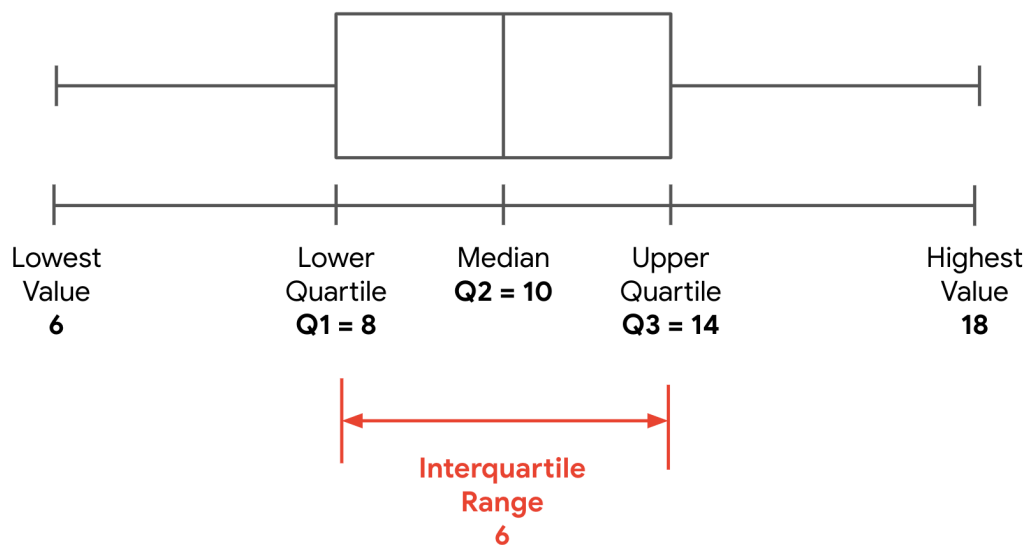 Lowest
Value
6
Lower
Quartile
Q1 = 8
Median
Q2 = 10
Upper
Quartile
Q3 = 14
Highest
Value
18
Interquartile
Range
6